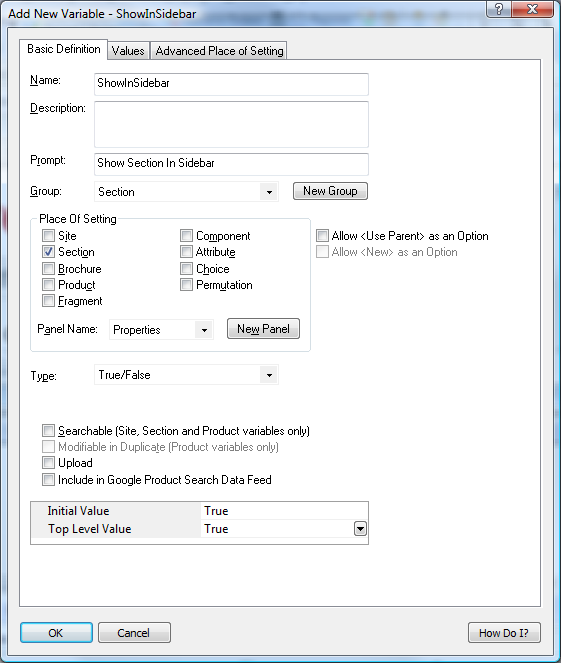 Add New Variable - ShowInSidebar
Basic Definition Values Advanced Place of Setting
Name: ShowInSidebar
Description:
Prompt: Show Section In Sidebar
Group: Section New Group
Place Of Setting
Site Component Allow <Use Parent> as an Option
Section Attribute Allow <New> as an Option
Brochure Choice
Product Permutation
Fragment
Panel Name: Properties New Panel
Type: True/False
Searchable (Site, Section and Product variables only)
Modifiable in Duplicate (Product variables only)
Upload
Include in Google Product Search Data Feed
Initial Value True
Top Level Value True
OK Cancel How Do I?